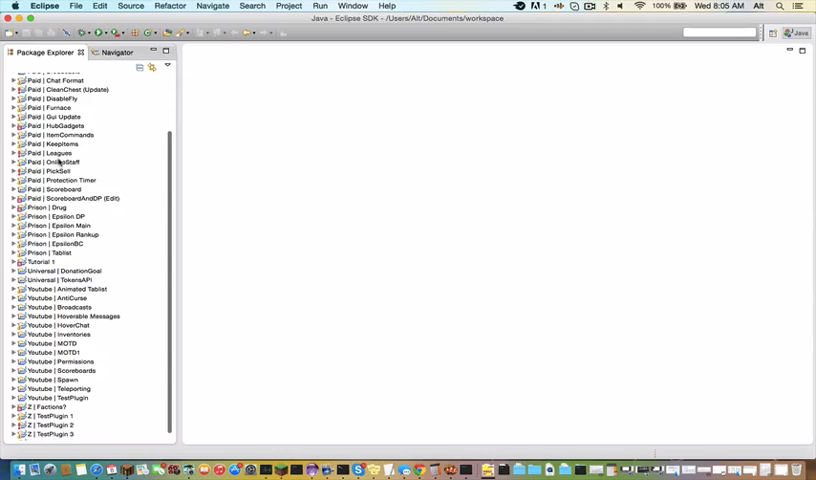 Eclipse File Edit Source Refactor Navigate Search Project Run Window Help 1 100% Wed 8:05 AM Alt
Java - Eclipse SDK - /Users/Alt/Documents/workspace
Java
Package Explorer Navigator
Paid | Chat Format
Paid | CleanChest (Update)
Paid | DisableFly
Paid | Furnace
Paid | Gui Update
Paid | HubGadgets
Paid | ItemCommands
Paid | KeepItems
Paid | Leagues
Paid | OnlineStaff
Paid | PickSell
Paid | Protection Timer
Paid | Scoreboard
Paid | ScoreboardAndDP (Edit)
Prison | Drug
Prison | Epsilon DP
Prison | Epsilon Main
Prison | Epsilon Rankup
Prison | EpsilonBC
Prison | Tablist
Tutorial 1
Universal | DonationGoal
Universal | TokensAPI
Youtube | Animated Tablist
Youtube | AntiCurse
Youtube | Broadcasts
Youtube | Hoverable Messages
Youtube | HoverChat
Youtube | Inventories
Youtube | MOTD
Youtube | MOTD1
Youtube | Permissions
Youtube | Scoreboards
Youtube | Spawn
Youtube | Teleporting
Youtube | TestPlugin
Z | Factions?
Z | TestPlugin 1
Z | TestPlugin 2
Z | TestPlugin 3